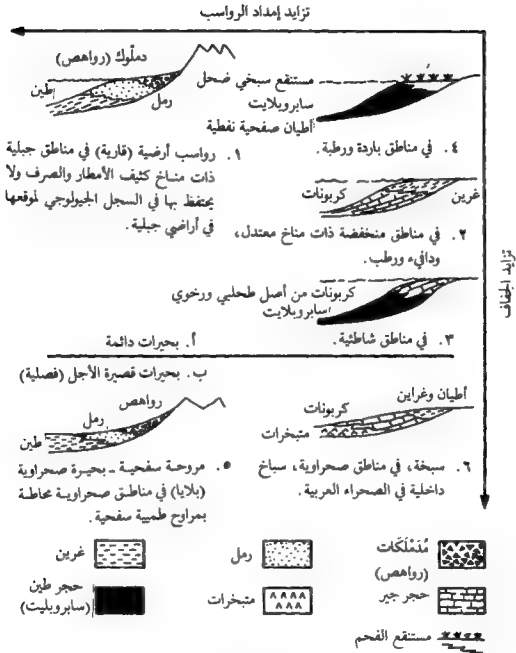 تزايد إمداد الرواسب
دملوك (رواهص)
طين
رمل
مستنقع سبخي ضحل
سابروبلايت
أطيان صفحية نفطية
٤. في مناطق باردة ورطبة.
١. رواسب أرضية (قارية) في مناطق جبلية
ذات مناخ كثيف الأمطار والصرف ولا
يحتفظ بها في السجل الجيولوجي لموقعها
في أراضي جبلية.
كربونات
غرين
٢. في مناطق منخفضة ذات مناخ معتدل،
ودافيء ورطب.
كربونات من أصل طحلبي ورخوي
سابروبلايت
٣. في مناطق شاطئية.
تزايد الجفاف
أ. بحيرات دائمة
ب. بحيرات قصيرة الأجل (فصلية)
رواهص
رمل
طين
أطيان وغراين
كربونات
متبخرات
٥. مروحة سفحية - بحيرة صحراوية
(بلايا) في مناطق صحراوية محاطة
بمراوح طميية سفحية.
٦. سبخة، في مناطق صحراوية، سباخ
داخلية في الصحراء العربية.
مُدَمْلَكَات
(رواهص)
رمل
غرين
حجر جير
متبخرات
حجر طين
(سابروبليت)
مستنقع الفحم